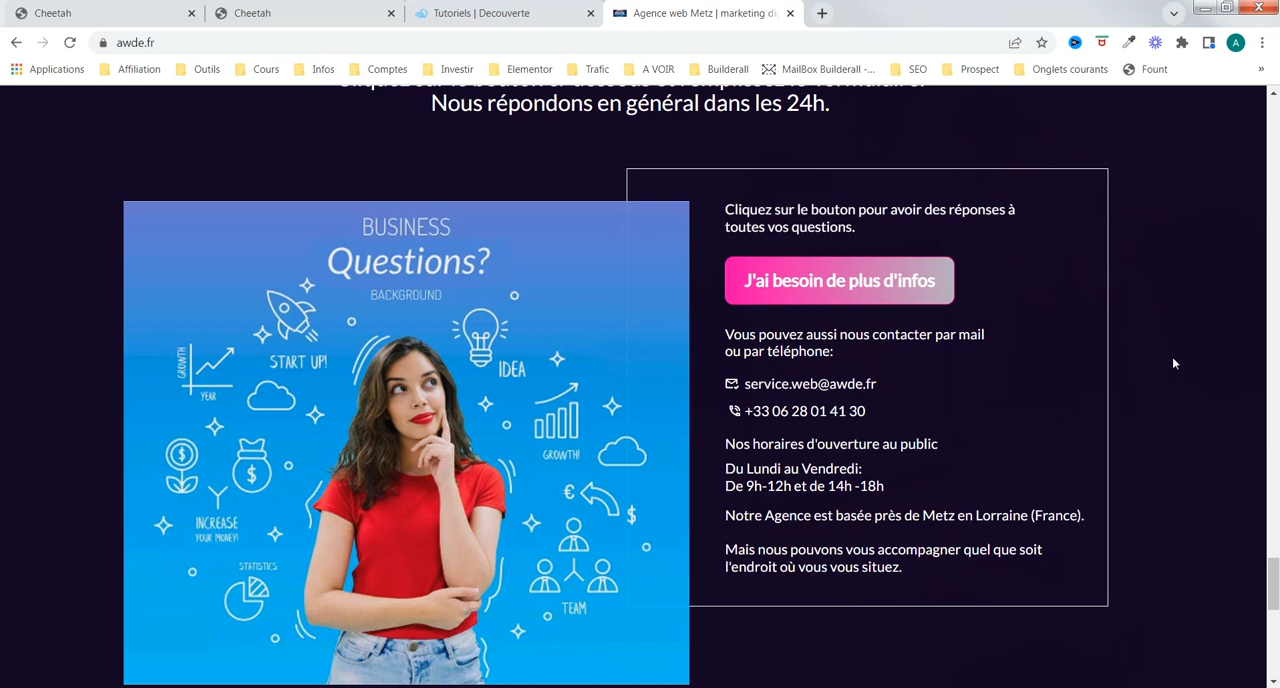 Cheetah
Cheetah
Tutoriels | Decouverte
Agence web Metz | marketing di
awde.fr
A
Applications
Affiliation
Outils
Cours
Infos
Comptes
Investir
Elementor
Trafic
A VOIR
Builderall
MailBox Builderall -...
SEO
Prospect
Onglets courants
Fount
»
Nous répondons en général dans les 24h.
BUSINESS
Questions?
BACKGROUND
START UP!
GROWTH
YEAR
IDEA
GROWTH!
INCREASE
YOUR MONEY!
STATISTICS
TEAM
Cliquez sur le bouton pour avoir des réponses à
toutes vos questions.
J'ai besoin de plus d'infos
Vous pouvez aussi nous contacter par mail
ou par téléphone:
service.web@awde.fr
+33 06 28 01 41 30
Nos horaires d'ouverture au public
Du Lundi au Vendredi:
De 9h-12h et de 14h -18h
Notre Agence est basée près de Metz en Lorraine (France).
Mais nous pouvons vous accompagner quel que soit
l'endroit où vous vous situez.